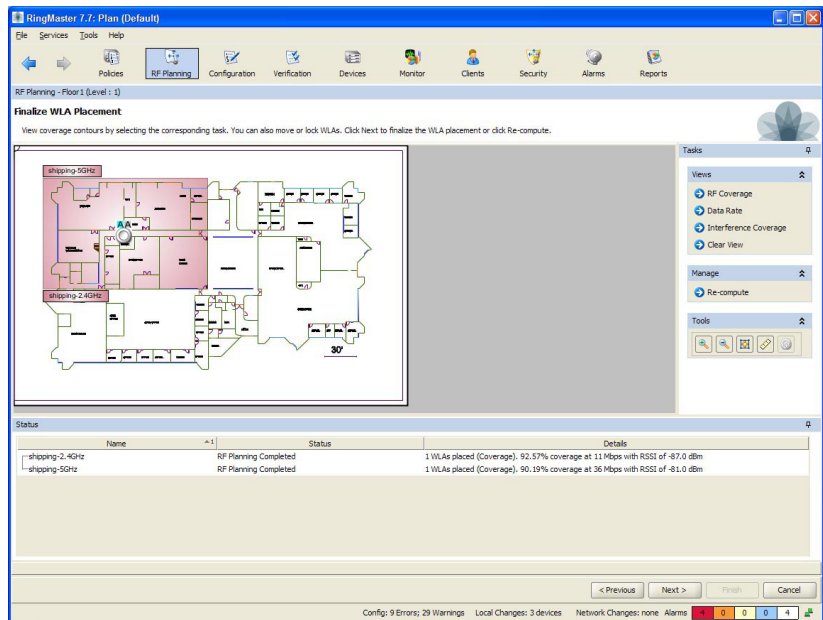 RingMaster 7.7: Plan (Default)
File Services Tools Help
Policies RF Planning Configuration Verification Devices Monitor Clients Security Alarms Reports
RF Planning - Floor1 (Level : 1)
Finalize WLA Placement
View coverage contours by selecting the corresponding task. You can also move or lock WLAs. Click Next to finalize the WLA placement or click Re-compute.
shipping-5GHz
AA
shipping-2.4GHz
30'
Tasks
Views
RF Coverage
Data Rate
Interference Coverage
Clear View
Manage
Re-compute
Tools
Status
Name 1 Status Details
shipping-2.4GHz RF Planning Completed 1 WLAs placed (Coverage). 92.57% coverage at 11 Mbps with RSSI of -87.0 dBm
shipping-5GHz RF Planning Completed 1 WLAs placed (Coverage). 90.19% coverage at 36 Mbps with RSSI of -81.0 dBm
< Previous Next > Finish Cancel
Config: 9 Errors; 29 Warnings Local Changes: 3 devices Network Changes: none Alarms 4 0 0 0 4